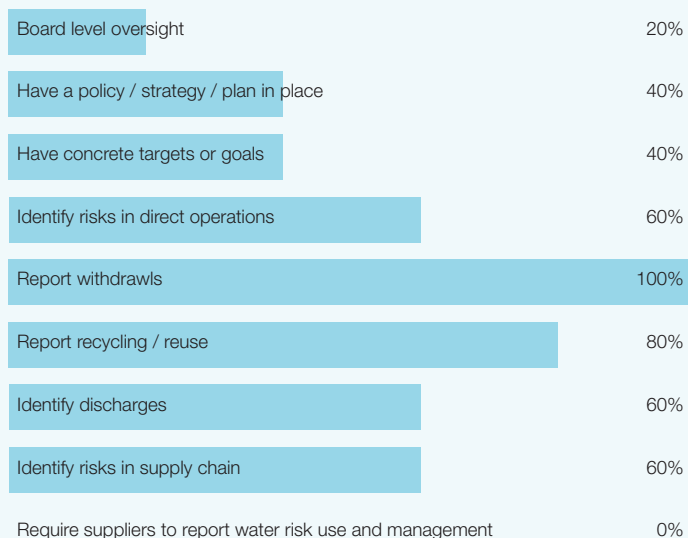 Board level oversight 20%
Have a policy / strategy / plan in place 40%
Have concrete targets or goals 40%
Identify risks in direct operations 60%
Report withdrawls 100%
Report recycling / reuse 80%
Identify discharges 60%
Identify risks in supply chain 60%
Require suppliers to report water risk use and management 0%